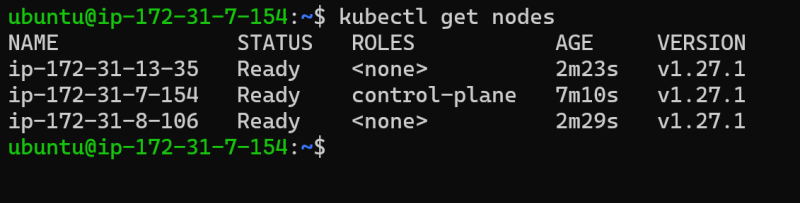 ubuntu@ip-172-31-7-154:~$ kubectl get nodes
NAME STATUS ROLES AGE VERSION
ip-172-31-13-35 Ready <none> 2m23s v1.27.1
ip-172-31-7-154 Ready control-plane 7m10s v1.27.1
ip-172-31-8-106 Ready <none> 2m29s v1.27.1
ubuntu@ip-172-31-7-154:~$